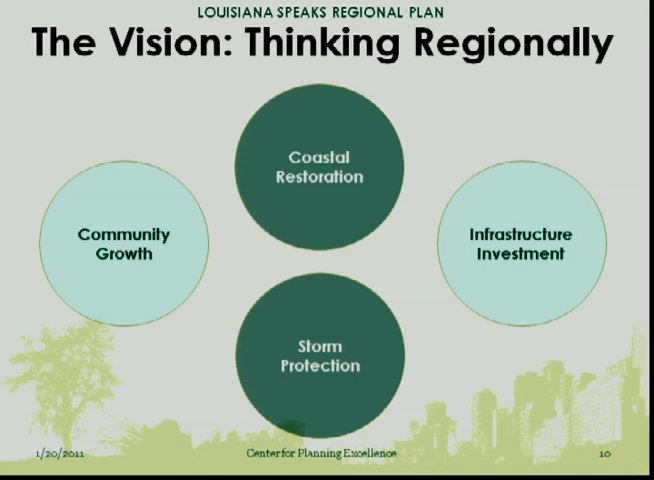 LOUISIANA SPEAKS REGIONAL PLAN
The Vision: Thinking Regionally
Coastal
Restoration
Community
Growth
Infrastructure
Investment
Storm
Protection
1/20/2011
Center for Planning Excellence
10